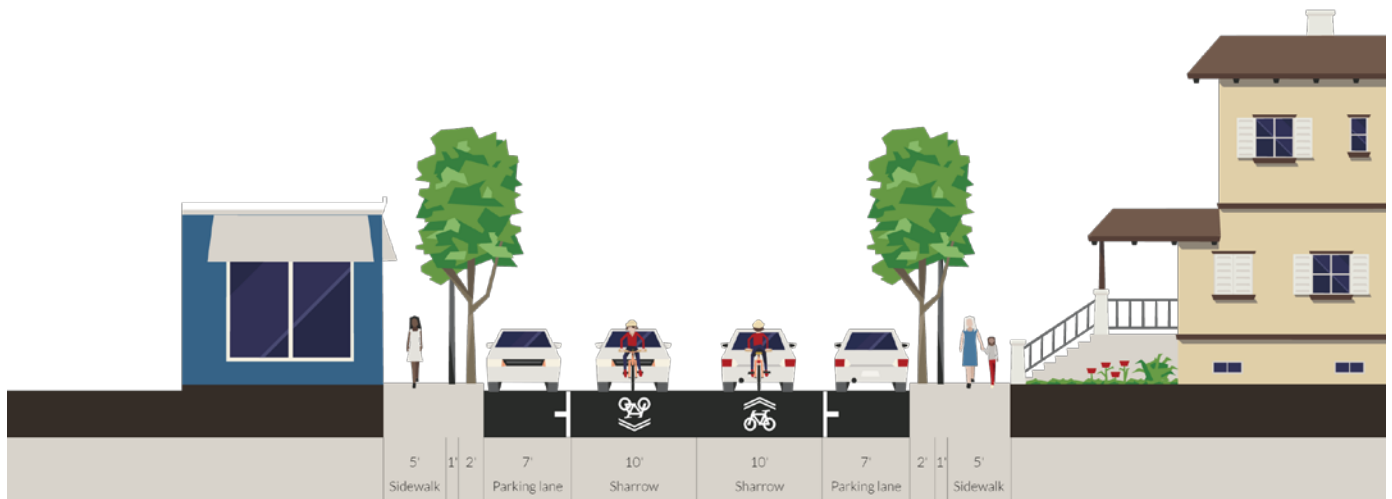 5' 1' 2' 7' 10' 10' 7' 2' 1' 5'
Sidewalk Parking lane Sharrow Sharrow Parking lane Sidewalk